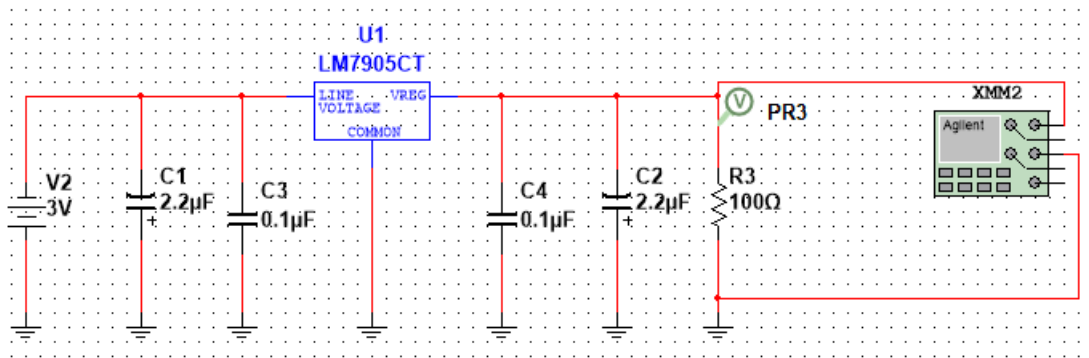 U1
LM7905CT
LINE VREG
VOLTAGE
COMMON
V2
3V
C1
2.2µF
+
C3
0.1µF
C4
0.1µF
C2
2.2µF
+
V
PR3
R3
100Ω
XMM2
Agilent